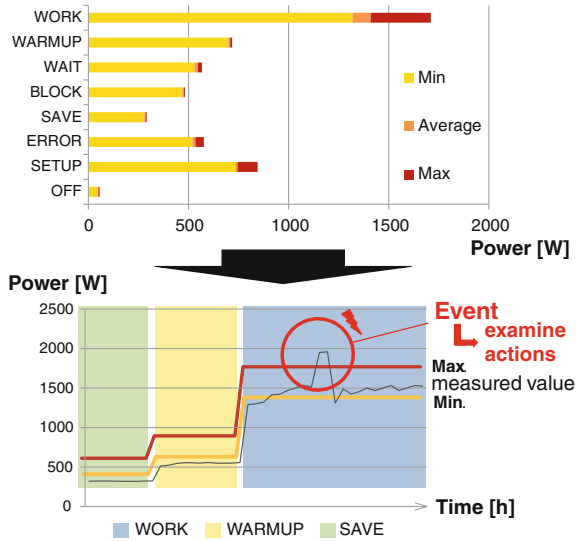 WORK
WARMUP
WAIT
BLOCK
SAVE
ERROR
SETUP
OFF
Min
Average
Max
0 500 1000 1500 2000
Power [W]
Power [W]
2500
2000
1500
1000
500
0
Event
examine
actions
Max.
measured value
Min.
Time [h]
WORK WARMUP SAVE